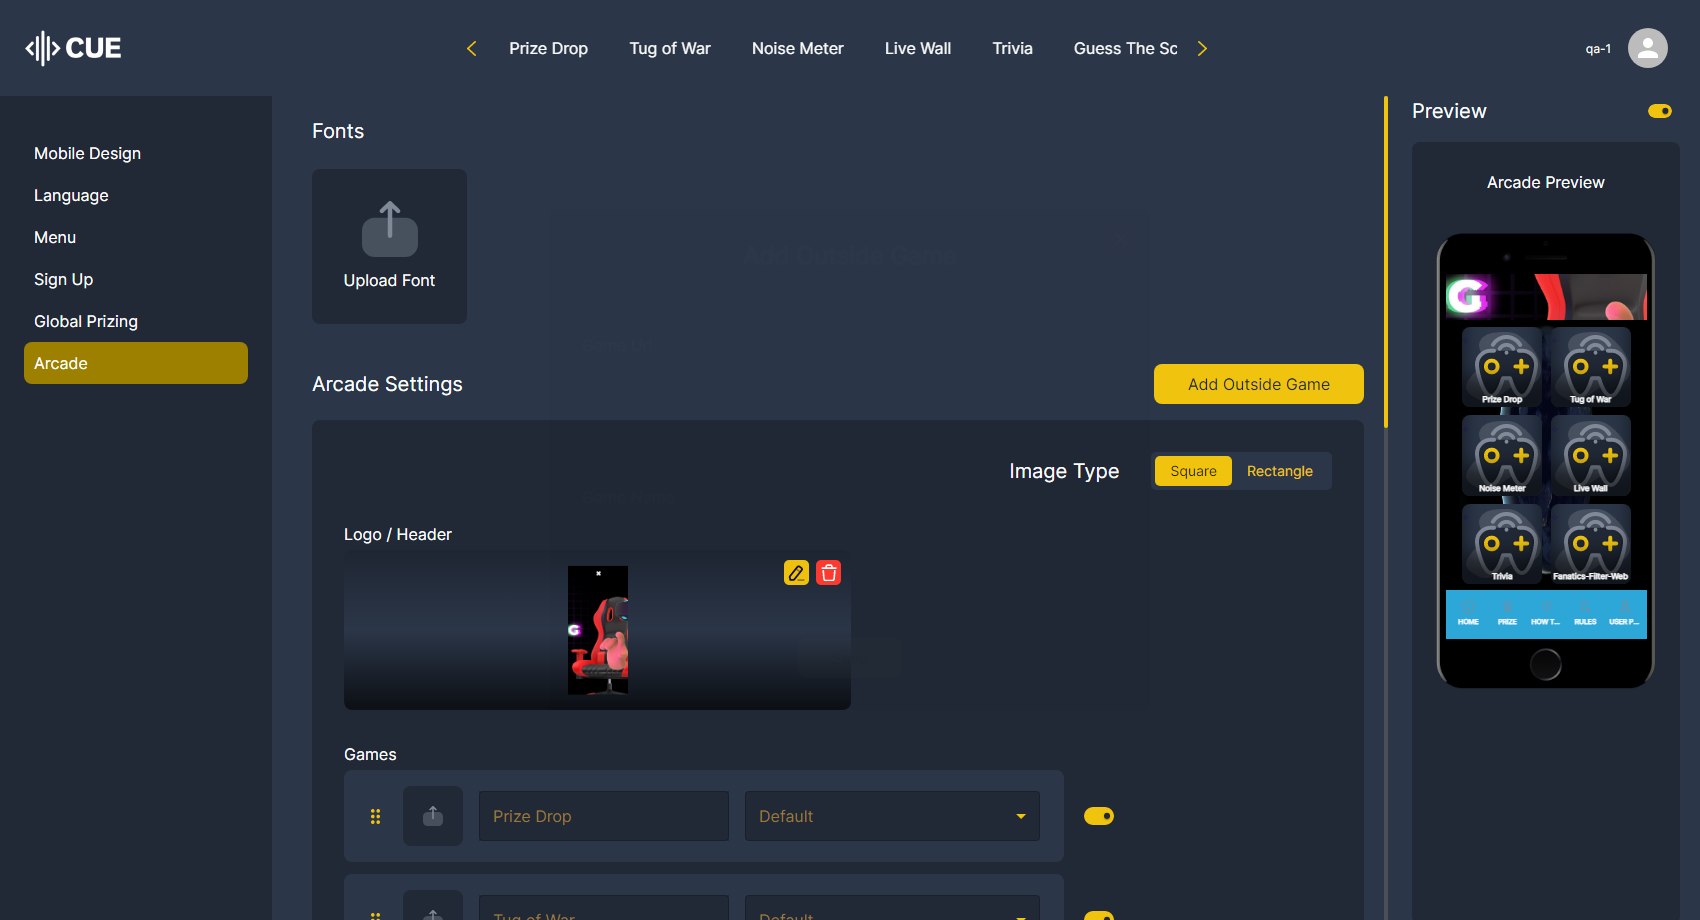 CUE
Prize Drop
Tug of War
Noise Meter
Live Wall
Trivia
Guess The Sc
qa-1
Mobile Design
Language
Menu
Sign Up
Global Prizing
Arcade
Fonts
Upload Font
Add Outside Game
Arcade Settings
Add Outside Game
Image Type
Square
Rectangle
Logo / Header
G
Games
Prize Drop
Default
Tug of War
Default
Preview
Arcade Preview
G
Prize Drop
Tug of War
Noise Meter
Live Wall
Trivia
Fanatics-Filter-Web
HOME
PRIZE
HOW T...
RULES
USER P...